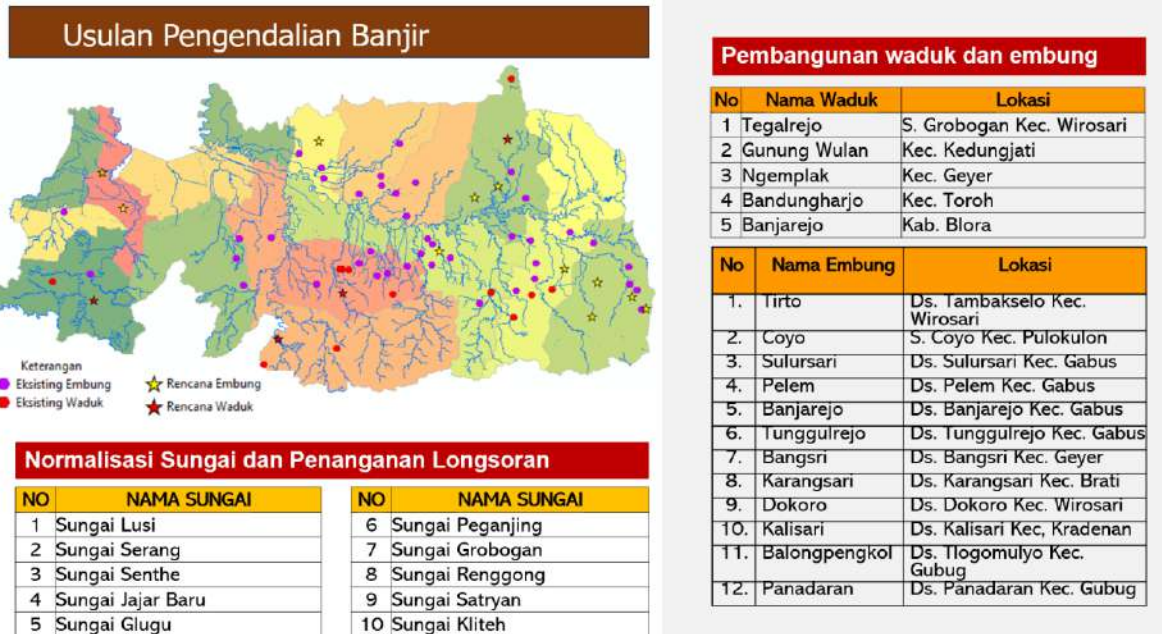 Usulan Pengendalian Banjir
Keterangan
Eksisting Embung
Eksisting Waduk
Rencana Embung
Rencana Waduk
Normalisasi Sungai dan Penanganan Longsoran
NO NAMA SUNGAI
1 Sungai Lusi
2 Sungai Serang
3 Sungai Senthe
4 Sungai Jajar Baru
5 Sungai Glugu
NO NAMA SUNGAI
6 Sungai Peganjing
7 Sungai Grobogan
8 Sungai Renggong
9 Sungai Satryan
10 Sungai Kliteh
Pembangunan waduk dan embung
No Nama Waduk Lokasi
1 Tegalrejo S. Grobogan Kec. Wirosari
2 Gunung Wulan Kec. Kedungjati
3 Ngemplak Kec. Geyer
4 Bandungharjo Kec. Toroh
5 Banjarejo Kab. Blora
No Nama Embung Lokasi
1. Tirto Ds. Tambakselo Kec.
Wirosari
2. Coyo S. Coyo Kec. Pulokulon
3. Sulursari Ds. Sulursari Kec. Gabus
4. Pelem Ds. Pelem Kec. Gabus
5. Banjarejo Ds. Banjarejo Kec. Gabus
6. Tunggulrejo Ds. Tunggulrejo Kec. Gabus
7. Bangsri Ds. Bangsri Kec. Geyer
8. Karangsari Ds. Karangsari Kec. Brati
9. Dokoro Ds. Dokoro Kec. Wirosari
10. Kalisari Ds. Kalisari Kec, Kradenan
11. Balongpengkol Ds. Tlogomulyo Kec.
Gubug
12. Panadaran Ds. Panadaran Kec. Gubug